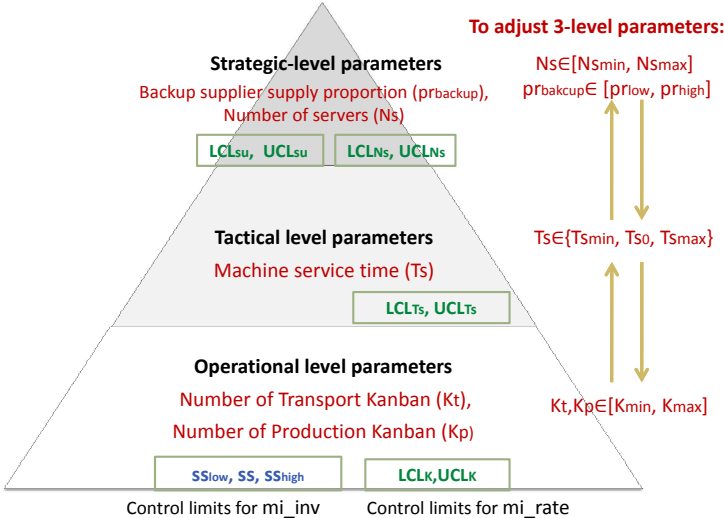 To adjust 3-level parameters:
Strategic-level parameters
Ns∈[Nsmin, Nsmax]
Backup supplier supply proportion (prbackup),
prbakcup∈ [prlow, prhigh]
Number of servers (Ns)
LCLsu, UCLsu
LCLNs, UCLNs
Tactical level parameters
Ts∈{Tsmin, Ts0, Tsmax}
Machine service time (Ts)
LCLTs, UCLTs
Operational level parameters
Number of Transport Kanban (Kt),
Kt,Kp∈[Kmin, Kmax]
Number of Production Kanban (Kp)
SSlow, SS, SShigh
LCLK,UCLK
Control limits for mi_inv
Control limits for mi_rate